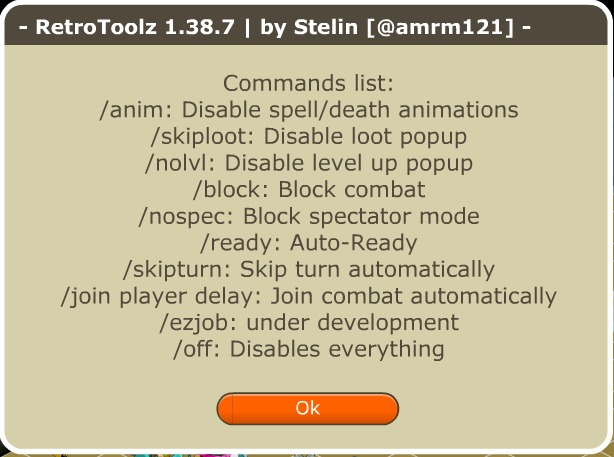 - RetroToolz 1.38.7 | by Stelin [@amrm121] -
Commands list:
/anim: Disable spell/death animations
/skiploot: Disable loot popup
/nolvl: Disable level up popup
/block: Block combat
/nospec: Block spectator mode
/ready: Auto-Ready
/skipturn: Skip turn automatically
/join player delay: Join combat automatically
/ezjob: under development
/off: Disables everything
Ok